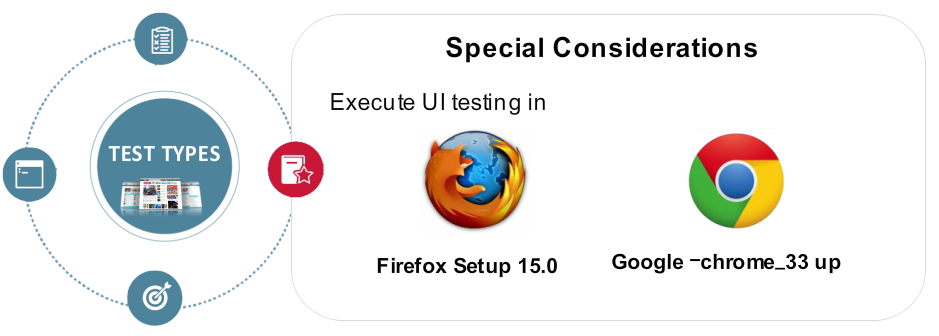 TEST TYPES
Special Considerations
Execute UI testing in
Firefox Setup 15.0
Google –chrome_33 up